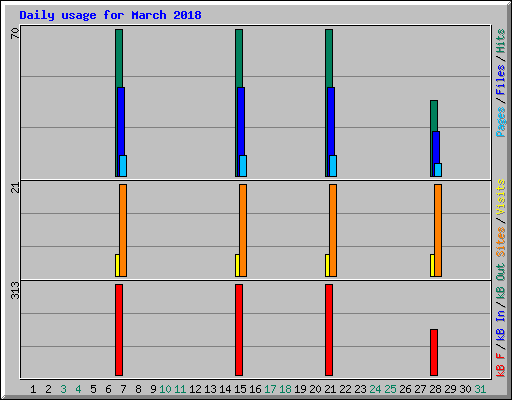 Daily usage for March 2018
70
21
313
Pages / Files / Hits
Sites / Visits
kB F / kB In / kB Out
1 2 3 4 5 6 7 8 9 10 11 12 13 14 15 16 17 18 19 20 21 22 23 24 25 26 27 28 29 30 31